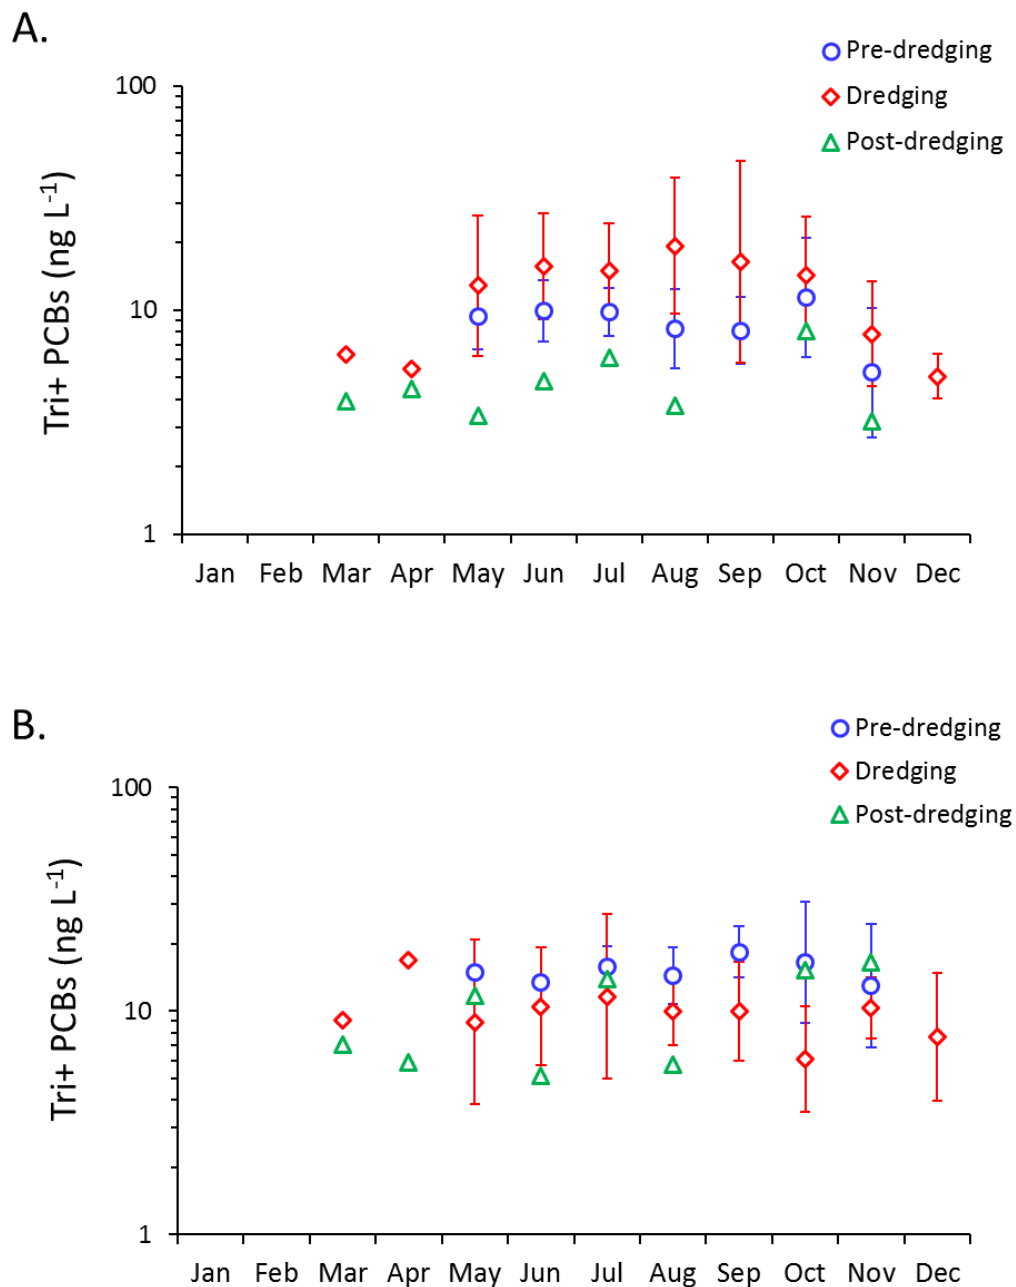 A.
Pre-dredging
Dredging
Post-dredging
100
10
1
Tri+ PCBs (ng L-1)
Jan Feb Mar Apr May Jun Jul Aug Sep Oct Nov Dec
B.
Pre-dredging
Dredging
Post-dredging
100
10
1
Tri+ PCBs (ng L-1)
Jan Feb Mar Apr May Jun Jul Aug Sep Oct Nov Dec